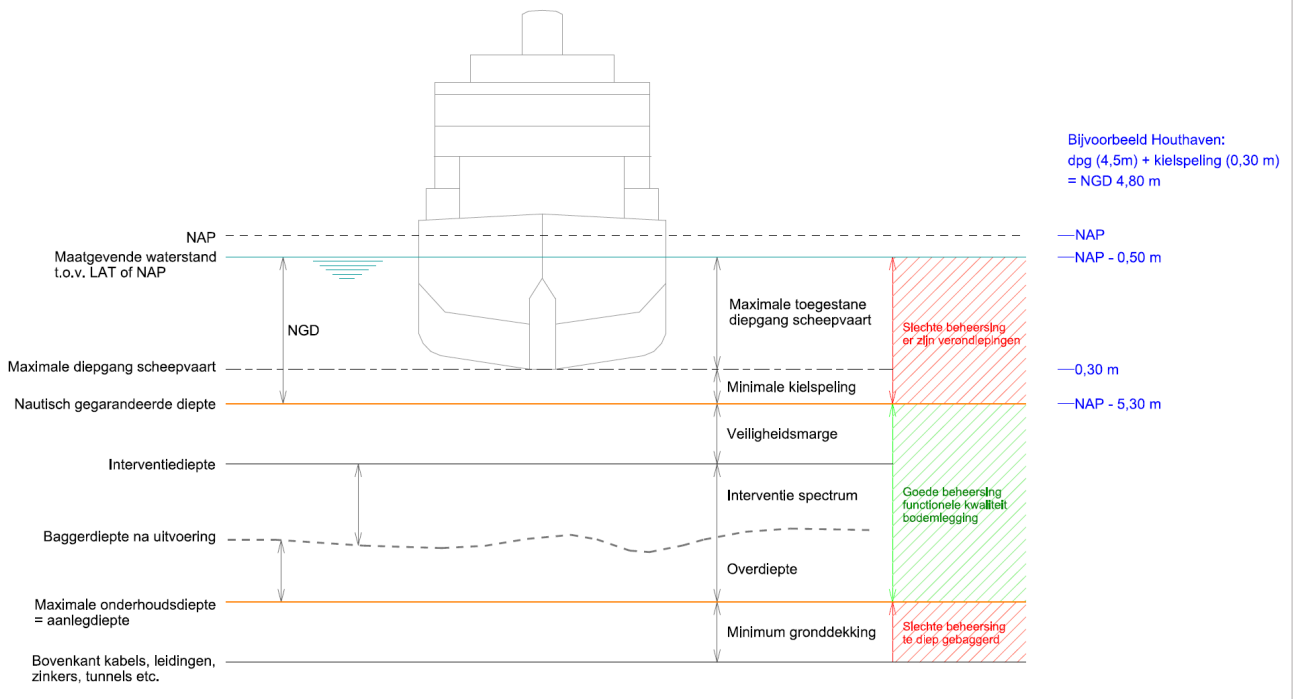 Bijvoorbeeld Houthaven:
dpg (4,5m) + kielspeling (0,30 m)
= NGD 4,80 m
NAP
NAP
Maatgevende waterstand
t.o.v. LAT of NAP
NAP - 0,50 m
NGD
Maximale toegestane
diepgang scheepvaart
Slechte beheersing
er zijn verondiepingen
Maximale diepgang scheepvaart
0,30 m
Minimale kielspeling
Nautisch gegarandeerde diepte
NAP - 5,30 m
Veiligheidsmarge
Interventiediepte
Interventie spectrum
Goede beheersing
functionele kwaliteit
bodemlegging
Baggerdiepte na uitvoering
Overdiepte
Maximale onderhoudsdiepte
= aanlegdiepte
Minimum gronddekking
Slechte beheersing
te diep gebaggerd
Bovenkant kabels, leidingen,
zinkers, tunnels etc.